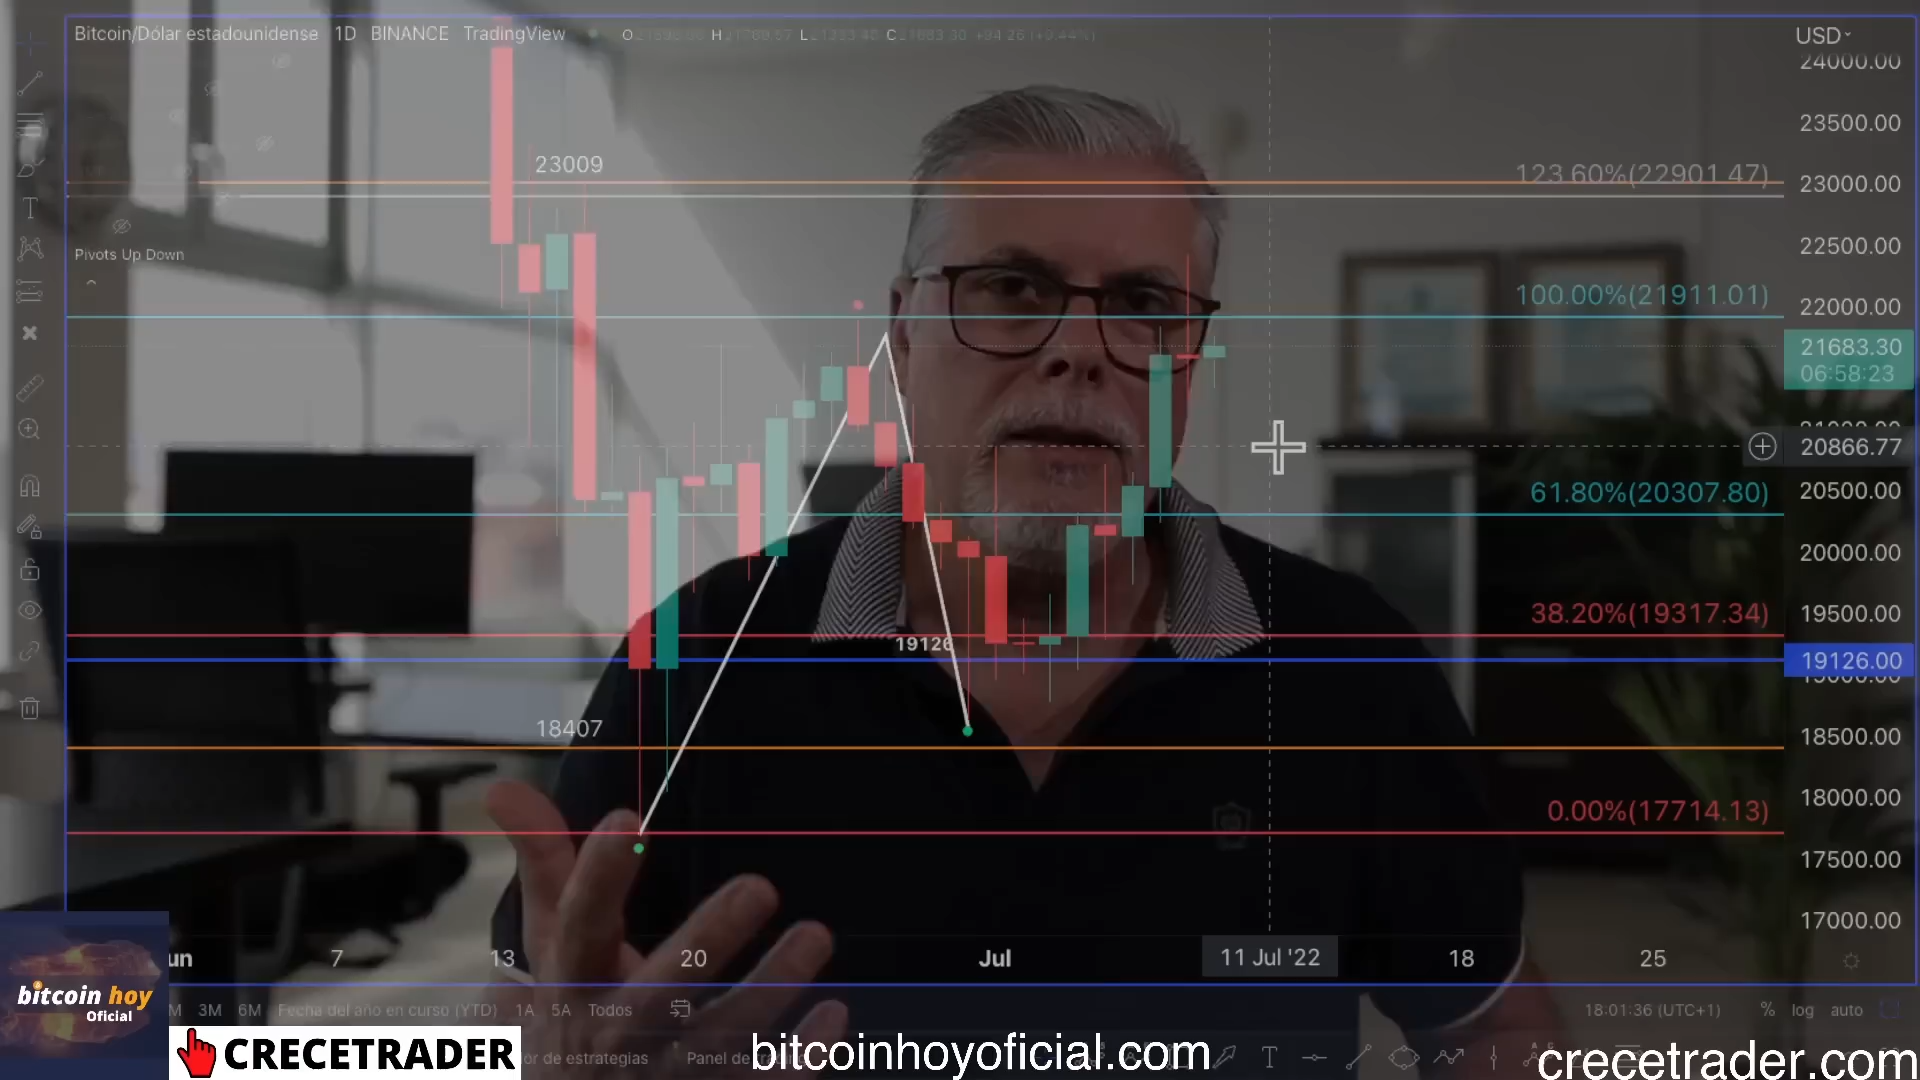 Bitcoin/Dólar estadounidense 1D BINANCE TradingView
USD
24000.00
23009
123.60%(22901.47)
23500.00
23000.00
Pivots Up Down
22500.00
100.00%(21911.01)
22000.00
21683.30
06:58:23
20866.77
61.80%(20307.80)
20500.00
20000.00
38.20%(19317.34)
19500.00
19126
19126.00
18407
18500.00
18000.00
0.00%(17714.13)
17500.00
17000.00
un 7 13 20 Jul 11 Jul '22 18 25
bitcoin hoy
Oficial
M 3M 6M Fecha del año en curso (YTD) 1A 5A Todos
18:01:36 (UTC+1) % log auto
CRECETRADER
or de estrategias Panel de
bitcoinhoyoficial.com
crecetrader.com